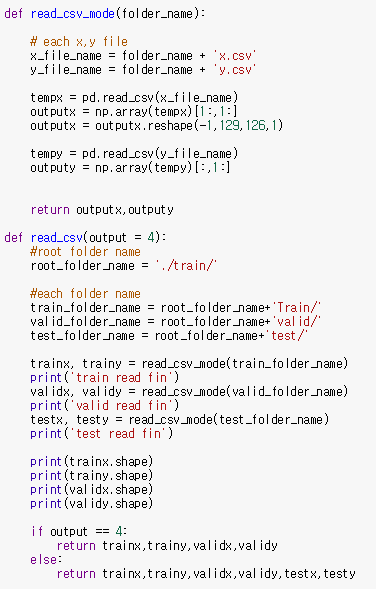 def read_csv_mode(folder_name):
# each x,y file
x_file_name = folder_name + 'x.csv'
y_file_name = folder_name + 'y.csv'
tempx = pd.read_csv(x_file_name)
outputx = np.array(tempx)[1:,1:]
outputx = outputx.reshape(-1,129,126,1)
tempy = pd.read_csv(y_file_name)
outputy = np.array(tempy)[:,1:]
return outputx,outputy
def read_csv(output = 4):
#root folder name
root_folder_name = './train/'
#each folder name
train_folder_name = root_folder_name+'Train/'
valid_folder_name = root_folder_name+'valid/'
test_folder_name = root_folder_name+'test/'
trainx, trainy = read_csv_mode(train_folder_name)
print('train read fin')
validx, validy = read_csv_mode(valid_folder_name)
print('valid read fin')
testx, testy = read_csv_mode(test_folder_name)
print('test read fin')
print(trainx.shape)
print(trainy.shape)
print(validx.shape)
print(validy.shape)
if output == 4:
return trainx,trainy,validx,validy
else:
return trainx,trainy,validx,validy,testx,testy